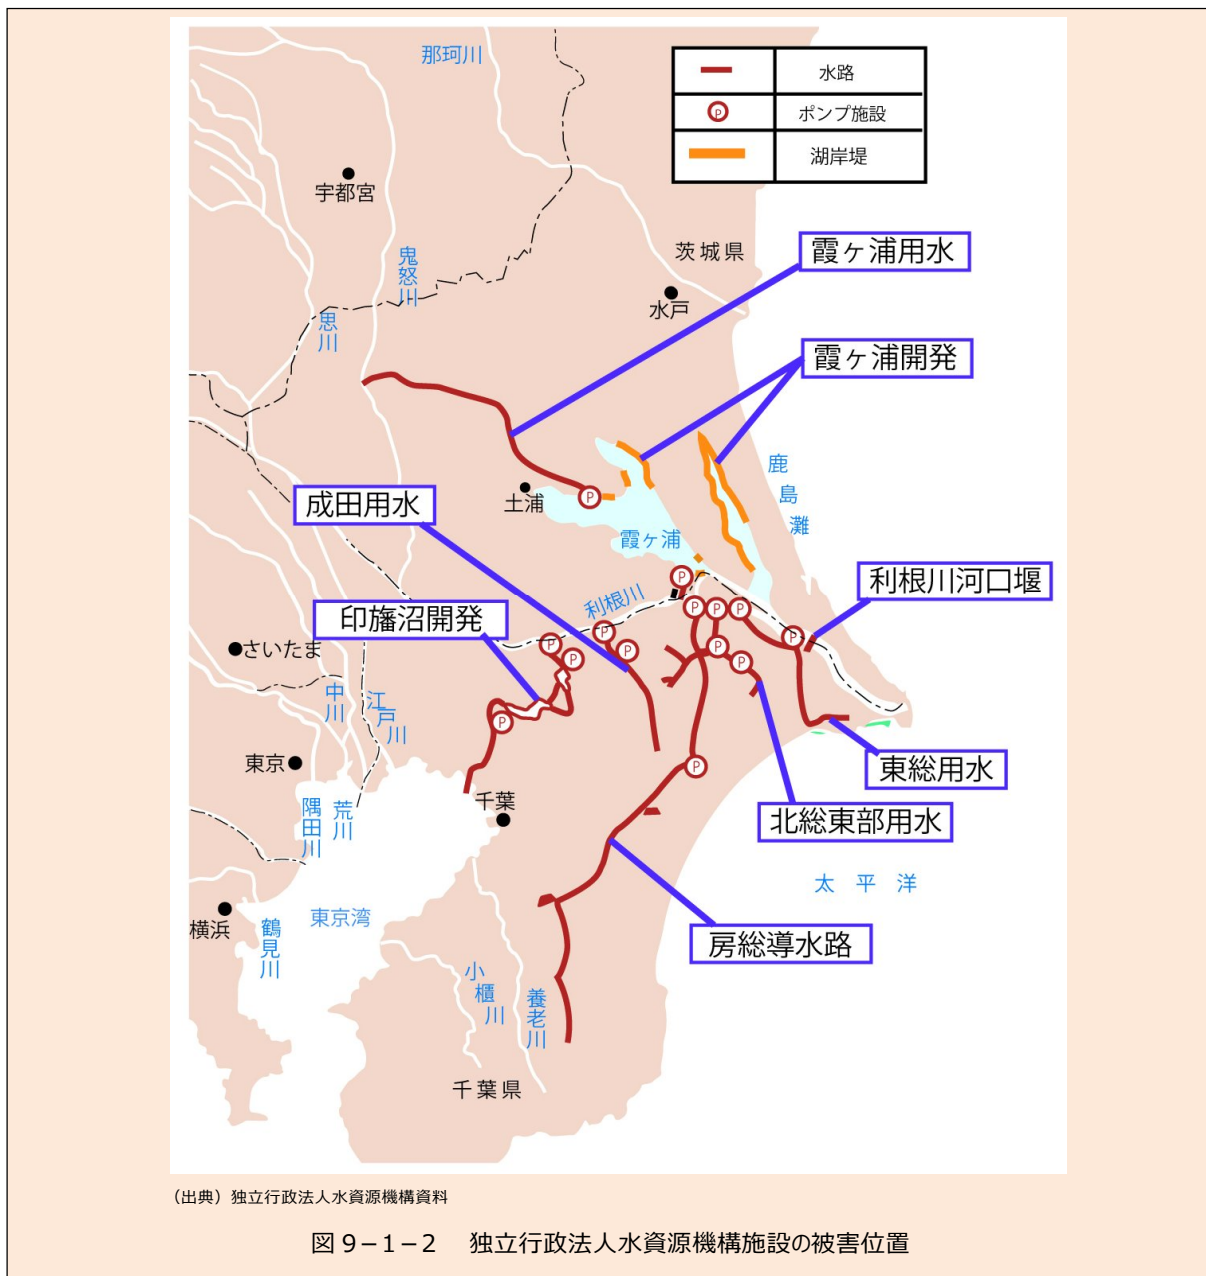 那珂川
水路
P
ポンプ施設
湖岸堤
宇都宮
茨城県
霞ヶ浦用水
鬼怒川
水戸
思川
霞ヶ浦開発
鹿島灘
成田用水
土浦
P
霞ヶ浦
利根川河口堰
P
利根川
印旛沼開発
P
P
P
P
P
P
P
P
P
P
P
さいたま
中川
江戸川
P
東総用水
東京
P
千葉
隅田川
荒川
北総東部用水
太平洋
横浜
鶴見川
東京湾
房総導水路
小櫃川
養老川
千葉県
（出典）独立行政法人水資源機構資料
図9－1－2 独立行政法人水資源機構施設の被害位置